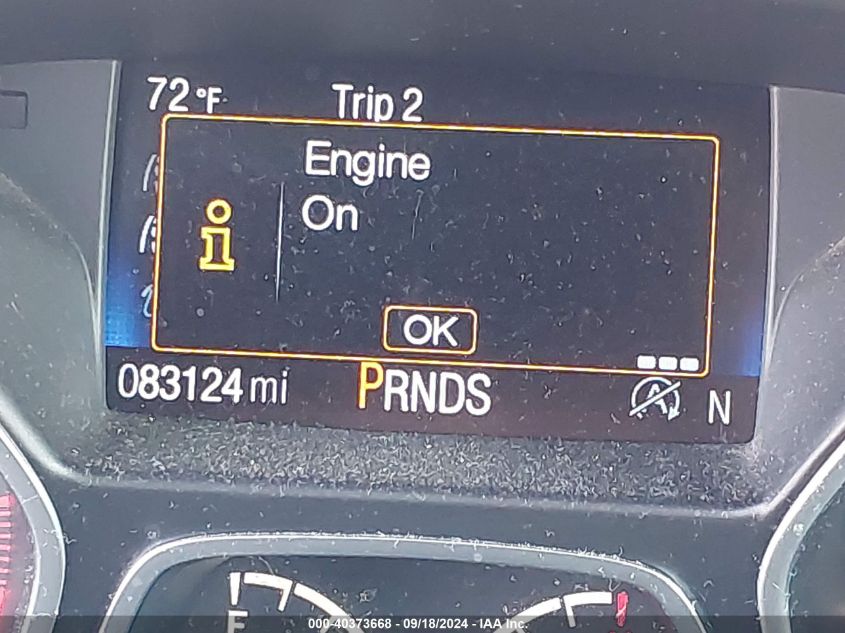 72°F Trip 2
Engine
On
OK
083124 mi PRNDS N
F
000-40373668 - 09/18/2024 - IAA Inc.